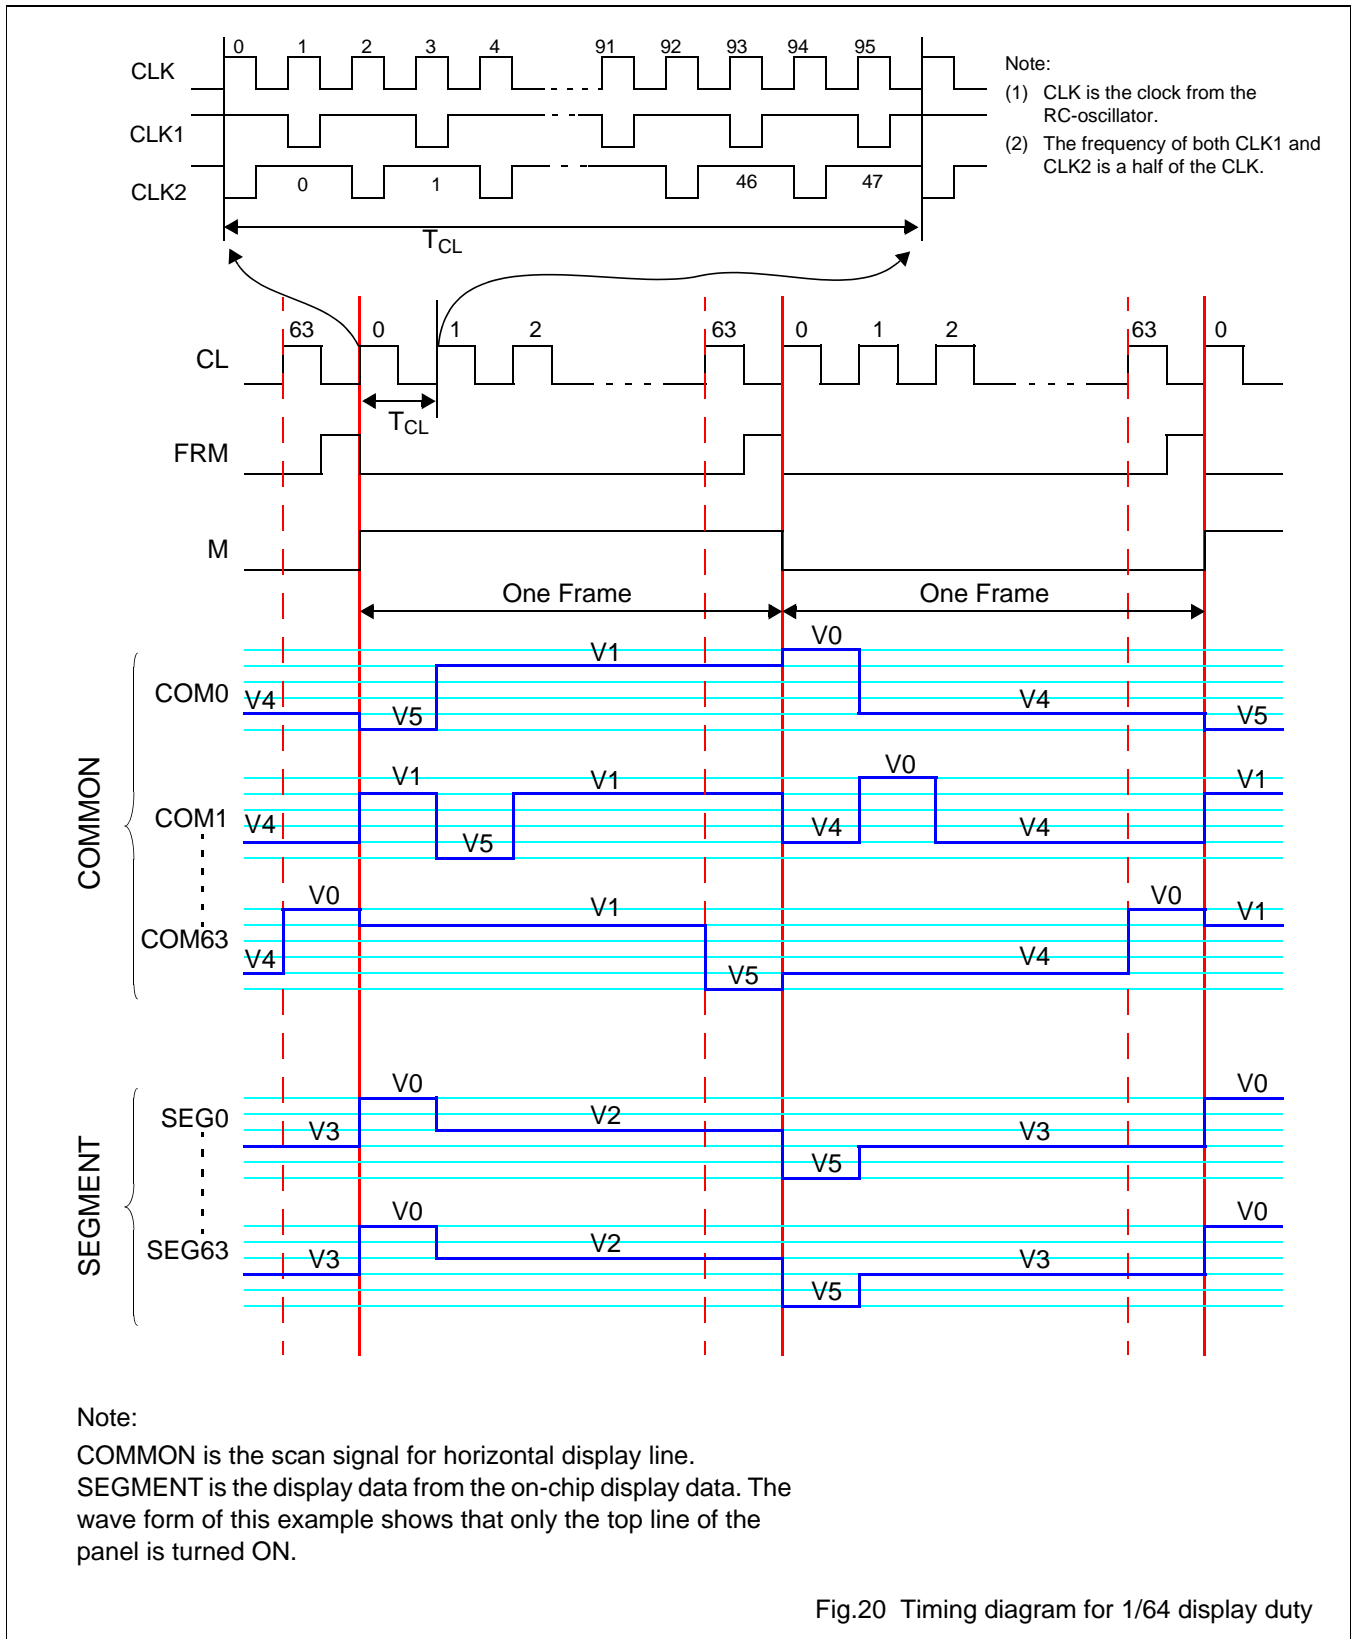 0 1 2 3 4 91 92 93 94 95
CLK
CLK1
CLK2
0 1 46 47
TCL
Note:
(1) CLK is the clock from the
RC-oscillator.
(2) The frequency of both CLK1 and
CLK2 is a half of the CLK.
63 0 1 2 63 0 1 2 63 0
CL
TCL
FRM
M
One Frame One Frame
COMMON
V0
V1
COM0 V4 V4
V5 V5
V0
V1 V1 V1
COM1
V4 V4 V4
V5
V0 V0
V1 V1
COM63
V4 V4
V5
SEGMENT
V0 V0
SEG0 V2
V3 V3
V5
V0 V0
SEG63 V2
V3 V3
V5
Note:
COMMON is the scan signal for horizontal display line.
SEGMENT is the display data from the on-chip display data. The
wave form of this example shows that only the top line of the
panel is turned ON.
Fig.20 Timing diagram for 1/64 display duty